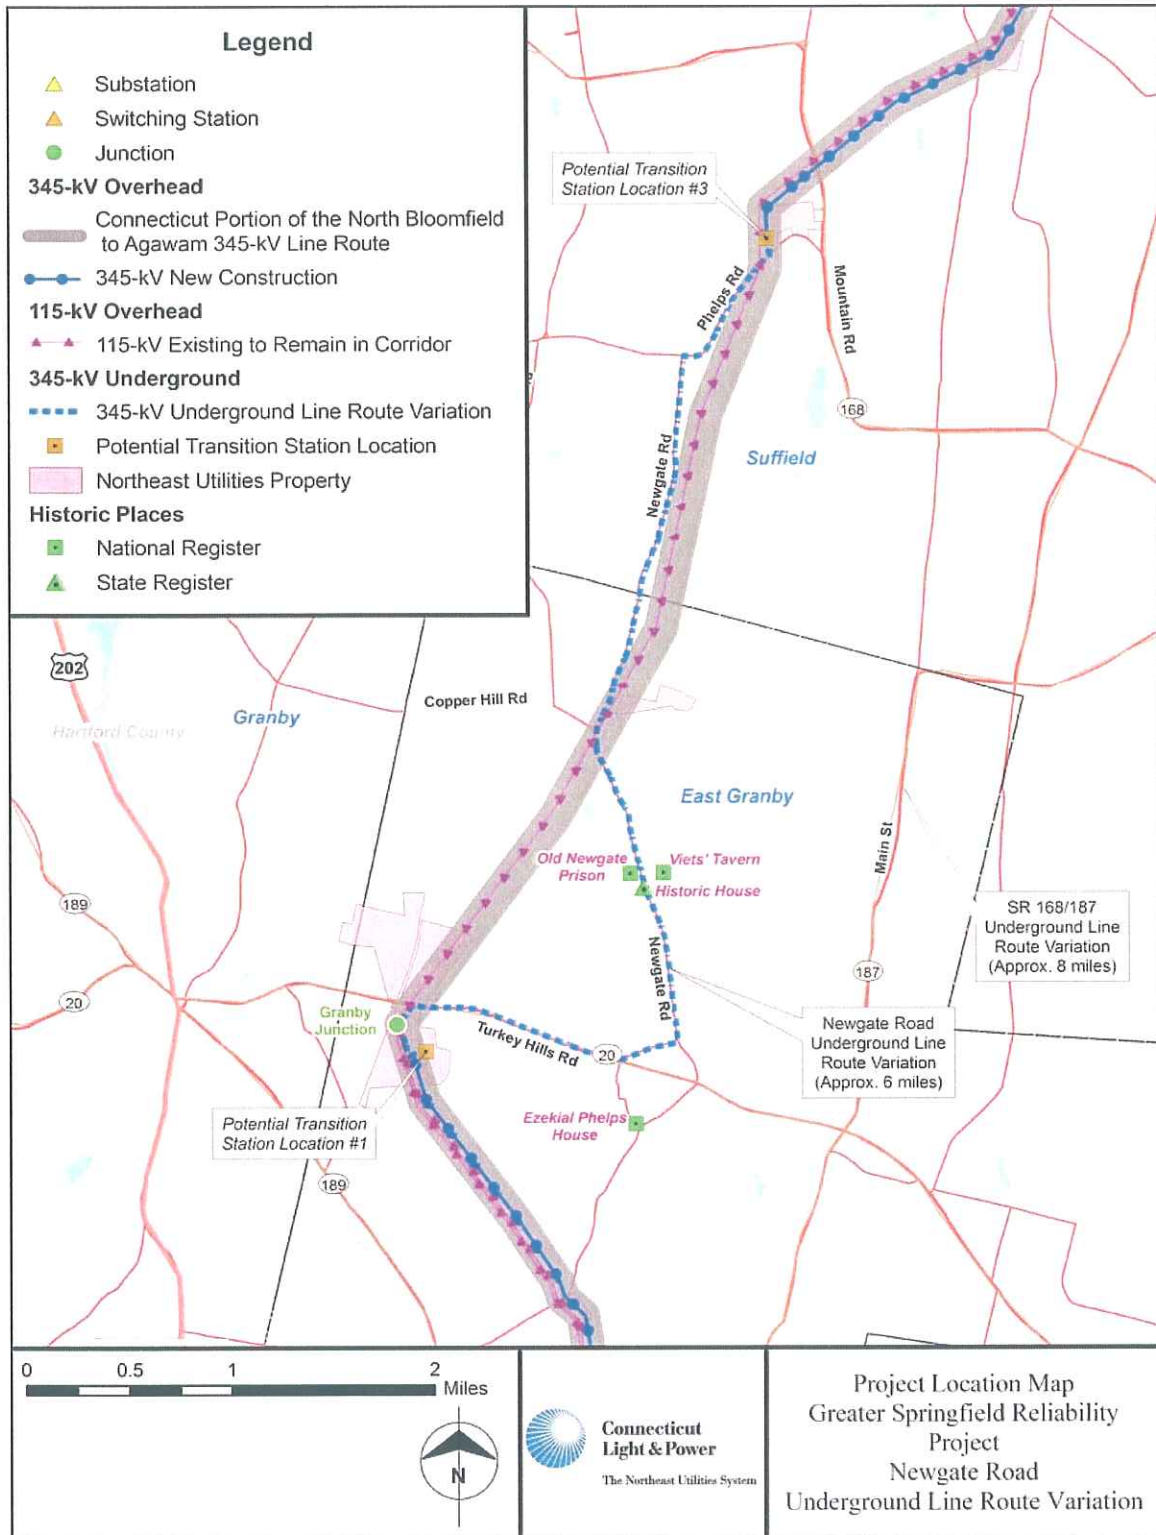 Legend
Substation
Switching Station
Junction
345-kV Overhead
Connecticut Portion of the North Bloomfield
to Agawam 345-kV Line Route
345-kV New Construction
115-kV Overhead
115-kV Existing to Remain in Corridor
345-kV Underground
345-kV Underground Line Route Variation
Potential Transition Station Location
Northeast Utilities Property
Historic Places
National Register
State Register
Potential Transition
Station Location #3
Phelps Rd
Mountain Rd
168
Newgate Rd
Suffield
202
Copper Hill Rd
Granby
Hartford County
East Granby
Main St
Old Newgate
Prison
Viets' Tavern
Historic House
189
SR 168/187
Underground Line
Route Variation
(Approx. 8 miles)
Newgate Rd
187
20
Granby
Junction
Turkey Hills Rd
20
Newgate Road
Underground Line
Route Variation
(Approx. 6 miles)
Potential Transition
Station Location #1
Ezekial Phelps
House
189
0 0.5 1 2
Miles
N
Connecticut
Light & Power
The Northeast Utilities System
Project Location Map
Greater Springfield Reliability
Project
Newgate Road
Underground Line Route Variation